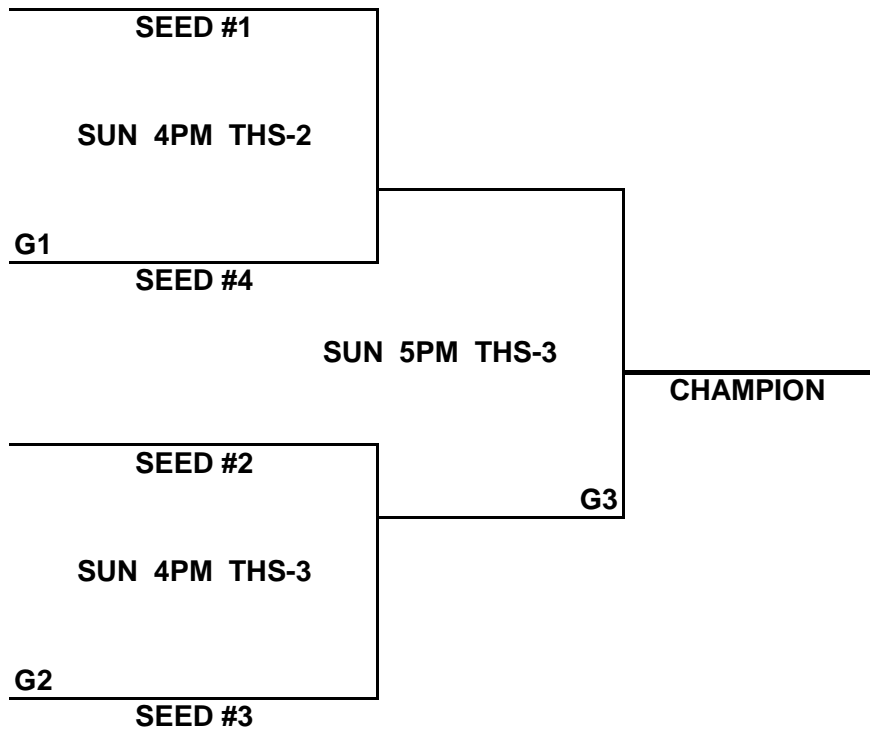 SEED #1
SUN 4PM THS-2
G1
SEED #4
SUN 5PM THS-3
CHAMPION
SEED #2
G3
SUN 4PM THS-3
G2
SEED #3